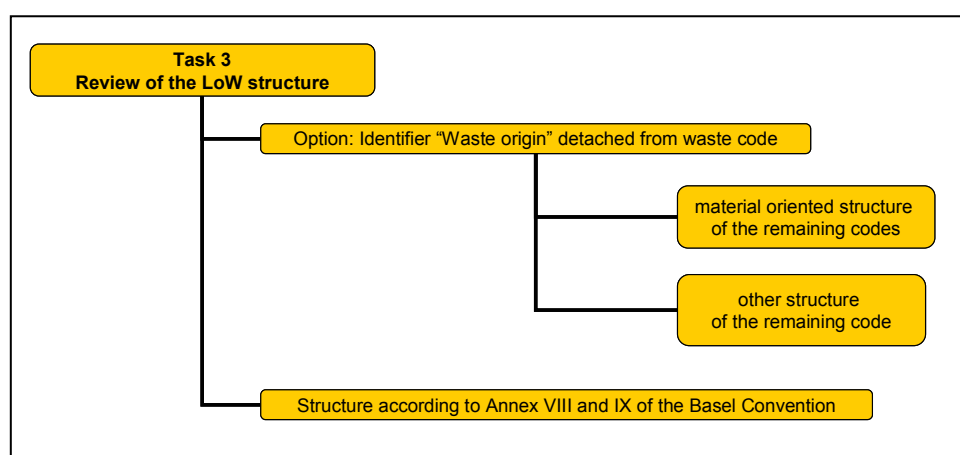 Task 3
Review of the LoW structure
Option: Identifier “Waste origin” detached from waste code
material oriented structure
of the remaining codes
other structure
of the remaining code
Structure according to Annex VIII and IX of the Basel Convention